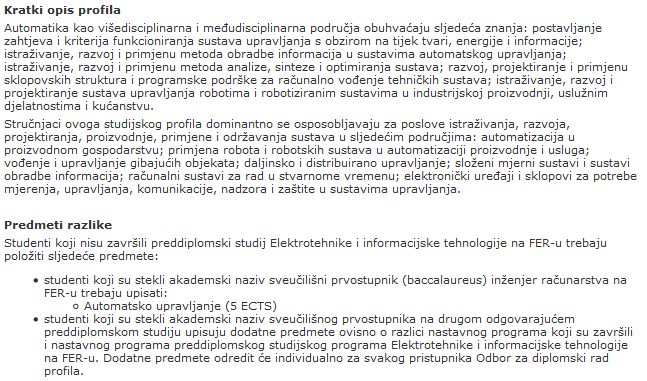 Kratki opis profila
Automatika kao višedisciplinarna i međudisciplinarna područja obuhvaćaju sljedeća znanja: postavljanje
zahtjeva i kriterija funkcioniranja sustava upravljanja s obzirom na tijek tvari, energije i informacije;
istraživanje, razvoj i primjenu metoda obradbe informacija u sustavima automatskog upravljanja;
istraživanje, razvoj i primjenu metoda analize, sinteze i optimiranja sustava; razvoj, projektiranje i primjenu
sklopovskih struktura i programske podrške za računalno vođenje tehničkih sustava; istraživanje, razvoj i
projektiranje sustava upravljanja robotima i robotiziranim sustavima u industrijskoj proizvodnji, uslužnim
djelatnostima i kućanstvu.
Stručnjaci ovoga studijskog profila dominantno se osposobljavaju za poslove istraživanja, razvoja,
projektiranja, proizvodnje, primjene i održavanja sustava u sljedećim područjima: automatizacija u
proizvodnom gospodarstvu; primjena robota i robotskih sustava u automatizaciji proizvodnje i usluga;
vođenje i upravljanje gibajućih objekata; daljinsko i distribuirano upravljanje; složeni mjerni sustavi i sustavi
obradbe informacija; računalni sustavi za rad u stvarnome vremenu; elektronički uređaji i sklopovi za potrebe
mjerenja, upravljanja, komunikacije, nadzora i zaštite u sustavima upravljanja.
Predmeti razlike
Studenti koji nisu završili preddiplomski studij Elektrotehnike i informacijske tehnologije na FER-u trebaju
položiti sljedeće predmete:
• studenti koji su stekli akademski naziv sveučilišni prvostupnik (baccalaureus) inženjer računarstva na
FER-u trebaju upisati:
○ Automatsko upravljanje (5 ECTS)
• studenti koji su stekli akademski naziv sveučilišnog prvostupnika na drugom odgovarajućem
preddiplomskom studiju upisuju dodatne predmete ovisno o razlici nastavnog programa koji su završili
i nastavnog programa preddiplomskog studijskog programa Elektrotehnike i informacijske tehnologije
na FER-u. Dodatne predmete odredit će individualno za svakog pristupnika Odbor za diplomski rad
profila.